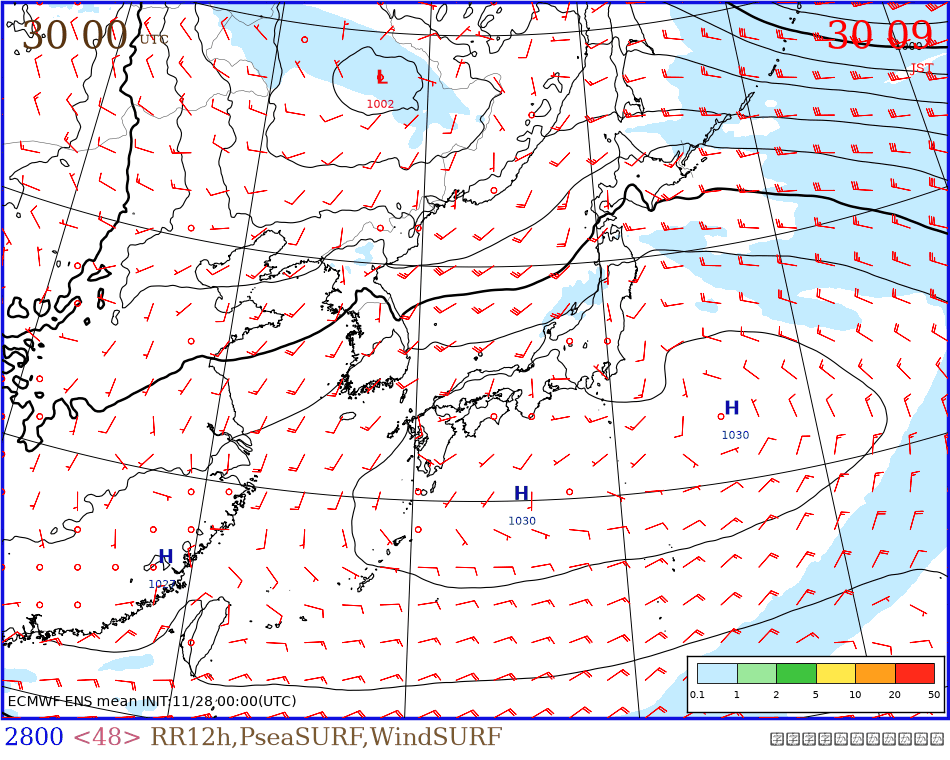 30 00 UTC
30 09
JST
1000
L
1002
H
1030
H
1030
H
1027
0.1 1 2 5 10 20 50
ECMWF ENS mean INIT:11/28 00:00(UTC)
2800 <48> RR12h,PseaSURF,WindSURF